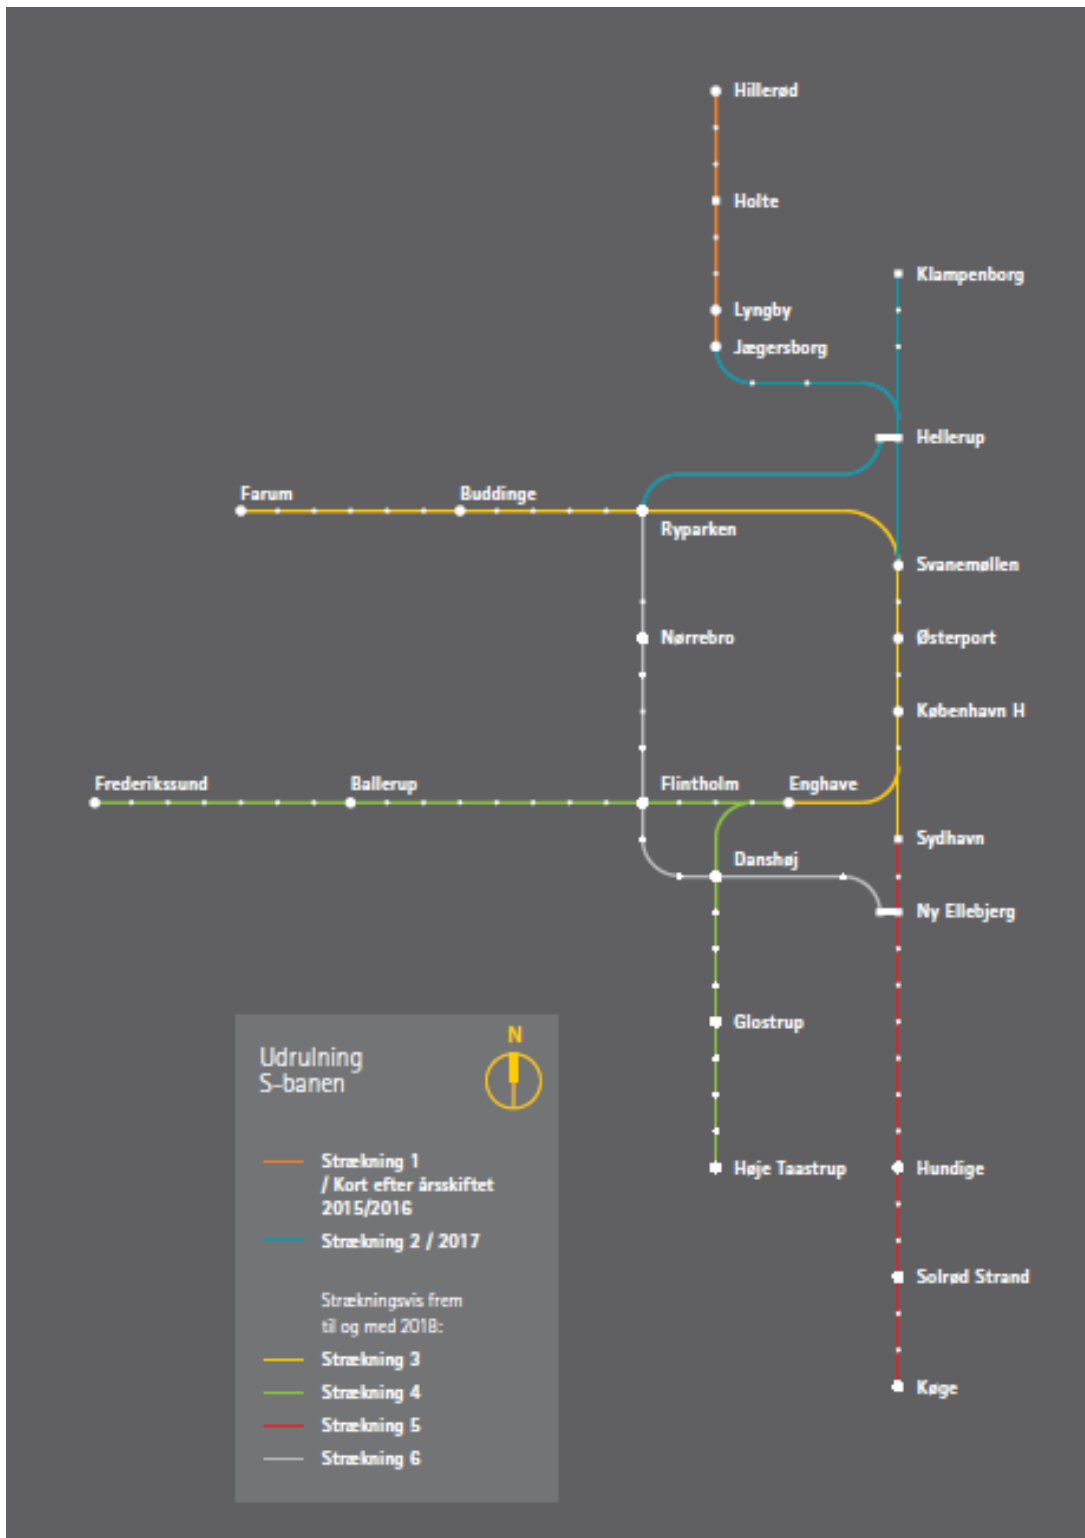 Hillerød
Holte
Klampenborg
Lyngby
Jægersborg
Hellerup
Farum
Buddinge
Ryparken
Svanemøllen
Nørrebro
Østerport
København H
Frederikssund
Ballerup
Flintholm
Enghave
Sydhavn
Danshøj
Ny Ellebjerg
Glostrup
Høje Taastrup
Hundige
Solrød Strand
Køge
N
Udrulning
S-banen
Strækning 1
/ Kort efter årsskiftet
2015/2016
Strækning 2 / 2017
Strækningsvis frem
til og med 2018:
Strækning 3
Strækning 4
Strækning 5
Strækning 6